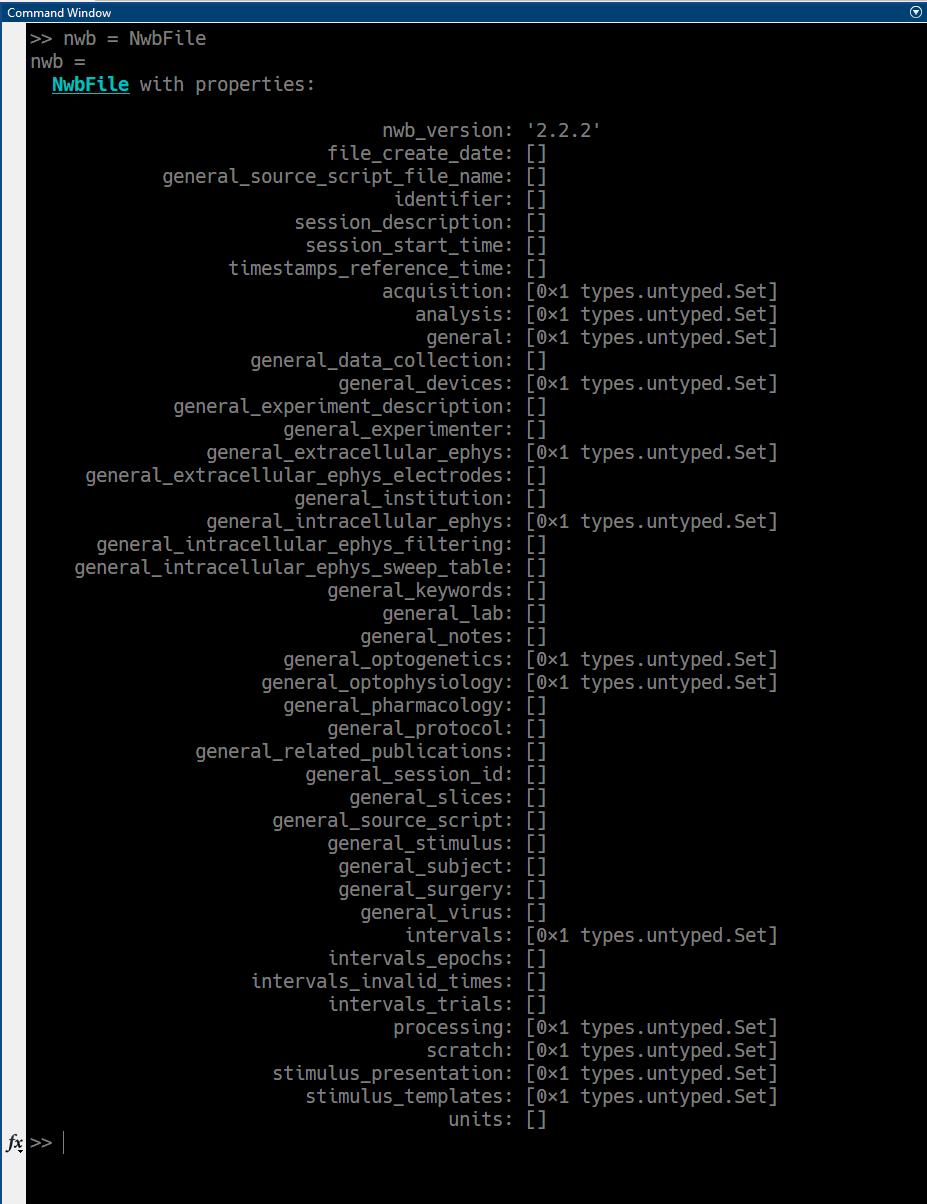 Command Window
>> nwb = NwbFile
nwb =
NwbFile with properties:
nwb_version: '2.2.2'
file_create_date: []
general_source_script_file_name: []
identifier: []
session_description: []
session_start_time: []
timestamps_reference_time: []
acquisition: [0×1 types.untyped.Set]
analysis: [0×1 types.untyped.Set]
general: [0×1 types.untyped.Set]
general_data_collection: []
general_devices: [0×1 types.untyped.Set]
general_experiment_description: []
general_experimenter: []
general_extracellular_ephys: [0×1 types.untyped.Set]
general_extracellular_ephys_electrodes: []
general_institution: []
general_intracellular_ephys: [0×1 types.untyped.Set]
general_intracellular_ephys_filtering: []
general_intracellular_ephys_sweep_table: []
general_keywords: []
general_lab: []
general_notes: []
general_optogenetics: [0×1 types.untyped.Set]
general_optophysiology: [0×1 types.untyped.Set]
general_pharmacology: []
general_protocol: []
general_related_publications: []
general_session_id: []
general_slices: []
general_source_script: []
general_stimulus: []
general_subject: []
general_surgery: []
general_virus: []
intervals: [0×1 types.untyped.Set]
intervals_epochs: []
intervals_invalid_times: []
intervals_trials: []
processing: [0×1 types.untyped.Set]
scratch: [0×1 types.untyped.Set]
stimulus_presentation: [0×1 types.untyped.Set]
stimulus_templates: [0×1 types.untyped.Set]
units: []
fx >>